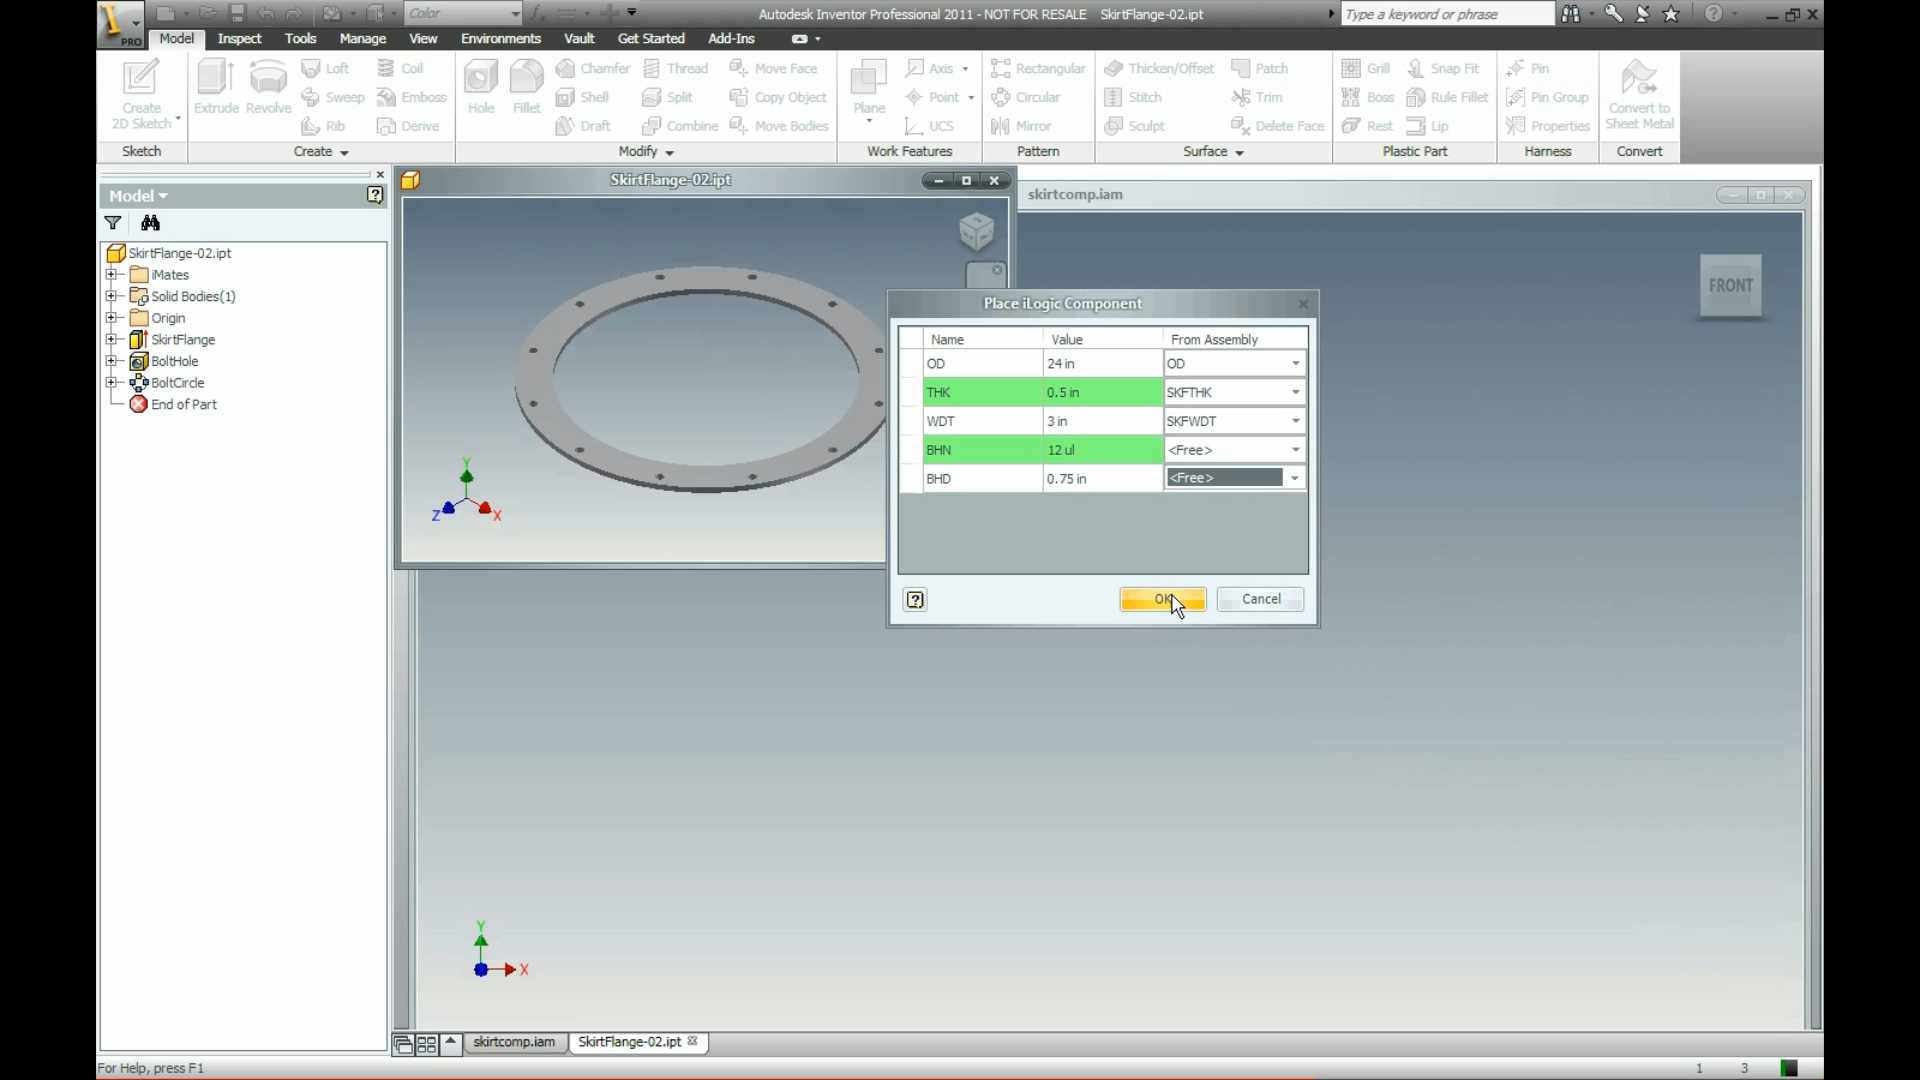 PRO
Color
Autodesk Inventor Professional 2011 - NOT FOR RESALE SkirtFlange-02.ipt
Type a keyword or phrase
Model Inspect Tools Manage View Environments Vault Get Started Add-Ins
Create
2D Sketch
Extrude
Revolve
Loft
Sweep
Rib
Coil
Emboss
Derive
Hole
Fillet
Chamfer
Shell
Draft
Thread
Split
Combine
Move Face
Copy Object
Move Bodies
Plane
Axis
Point
UCS
Rectangular
Circular
Mirror
Thicken/Offset
Stitch
Sculpt
Patch
Trim
Delete Face
Grill
Boss
Rest
Snap Fit
Rule Fillet
Lip
Pin
Pin Group
Properties
Convert to
Sheet Metal
Sketch Create Modify Work Features Pattern Surface Plastic Part Harness Convert
Model
SkirtFlange-02.ipt
iMates
Solid Bodies(1)
Origin
SkirtFlange
BoltHole
BoltCircle
End of Part
SkirtFlange-02.ipt
Y
Z
X
skirtcomp.iam
FRONT
Place iLogic Component
Name Value From Assembly
OD 24 in OD
THK 0.5 in SKFTHK
WDT 3 in SKFWDT
BHN 12 ul <Free>
BHD 0.75 in <Free>
OK Cancel
Y
X
skirtcomp.iam SkirtFlange-02.ipt
For Help, press F1
1 3